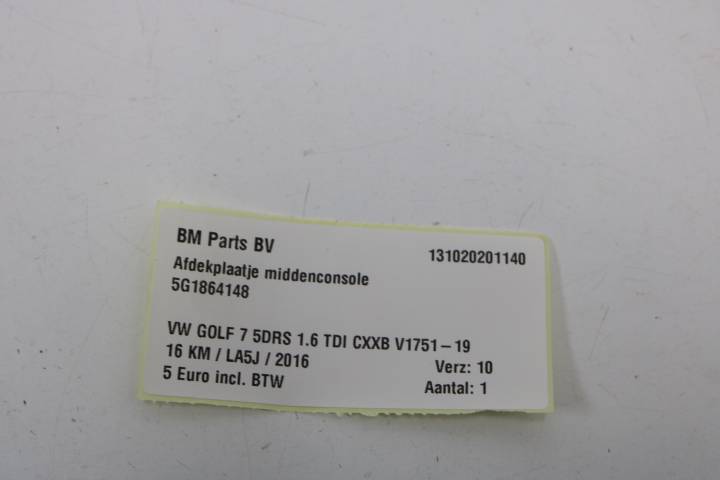 BM Parts BV 131020201140
Afdekplaatje middenconsole
5G1864148
VW GOLF 7 5DRS 1.6 TDI CXXB V1751-19
16 KM / LA5J / 2016 Verz: 10
5 Euro incl. BTW Aantal: 1